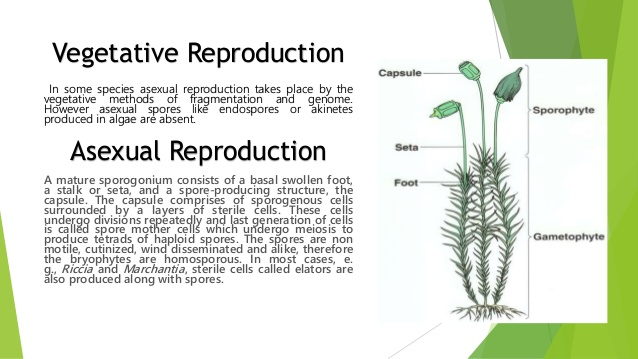 Vegetative Reproduction
In some species asexual reproduction takes place by the
vegetative methods of fragmentation and genome.
However asexual spores like endospores or akinetes
produced in algae are absent.
Asexual Reproduction
A mature sporogonium consists of a basal swollen foot,
a stalk or seta, and a spore-producing structure, the
capsule. The capsule comprises of sporogenous cells
surrounded by a layers of sterile cells. These cells
undergo divisions repeatedly and last generation of cells
is called spore mother cells which undergo meiosis to
produce tetrads of haploid spores. The spores are non
motile, cutinized, wind disseminated and alike, therefore
the bryophytes are homosporous. In most cases, e.
g., Riccia and Marchantia, sterile cells called elators are
also produced along with spores.
Capsule
Sporophyte
Seta
Foot
Gametophyte